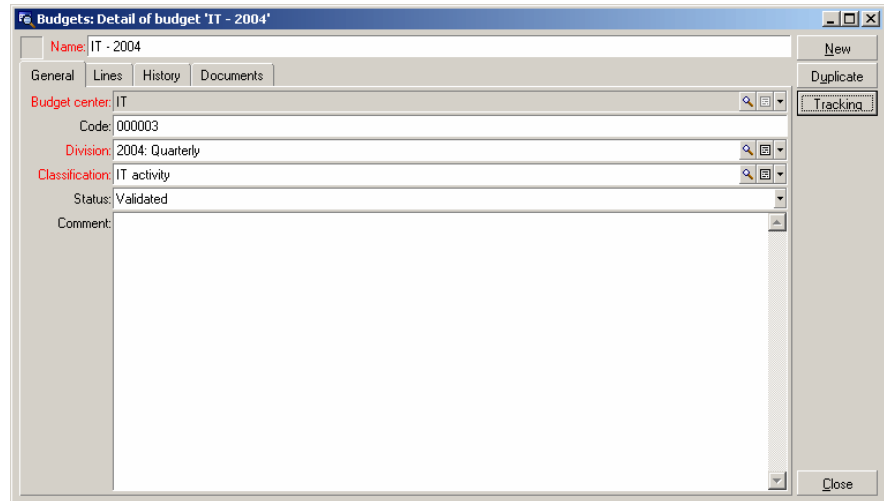 Budgets: Detail of budget 'IT - 2004'
Name: IT - 2004
New
General Lines History Documents
Duplicate
Budget center: IT
Tracking
Code: 000003
Division: 2004: Quarterly
Classification: IT activity
Status: Validated
Comment:
Close